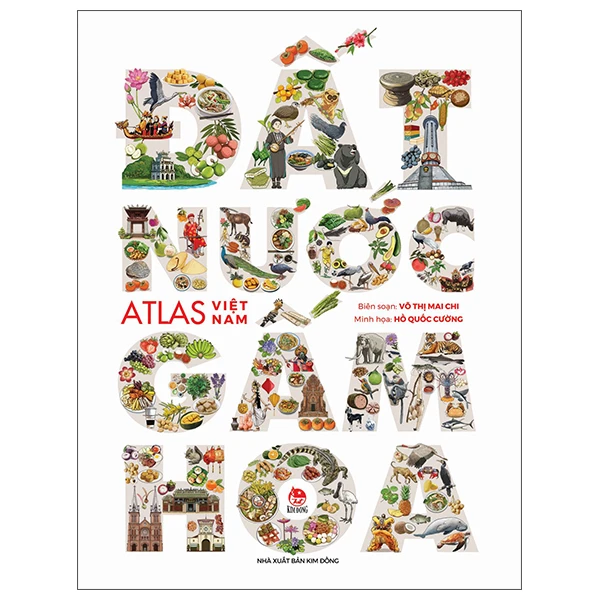 ĐẤT
NƯỚC
ATLAS VIỆT NAM
Biên soạn: VÕ THỊ MAI CHI
Minh họa: HỒ QUỐC CƯỜNG
GẤM
HOA
KIM ĐỒNG
NHÀ XUẤT BẢN KIM ĐỒNG